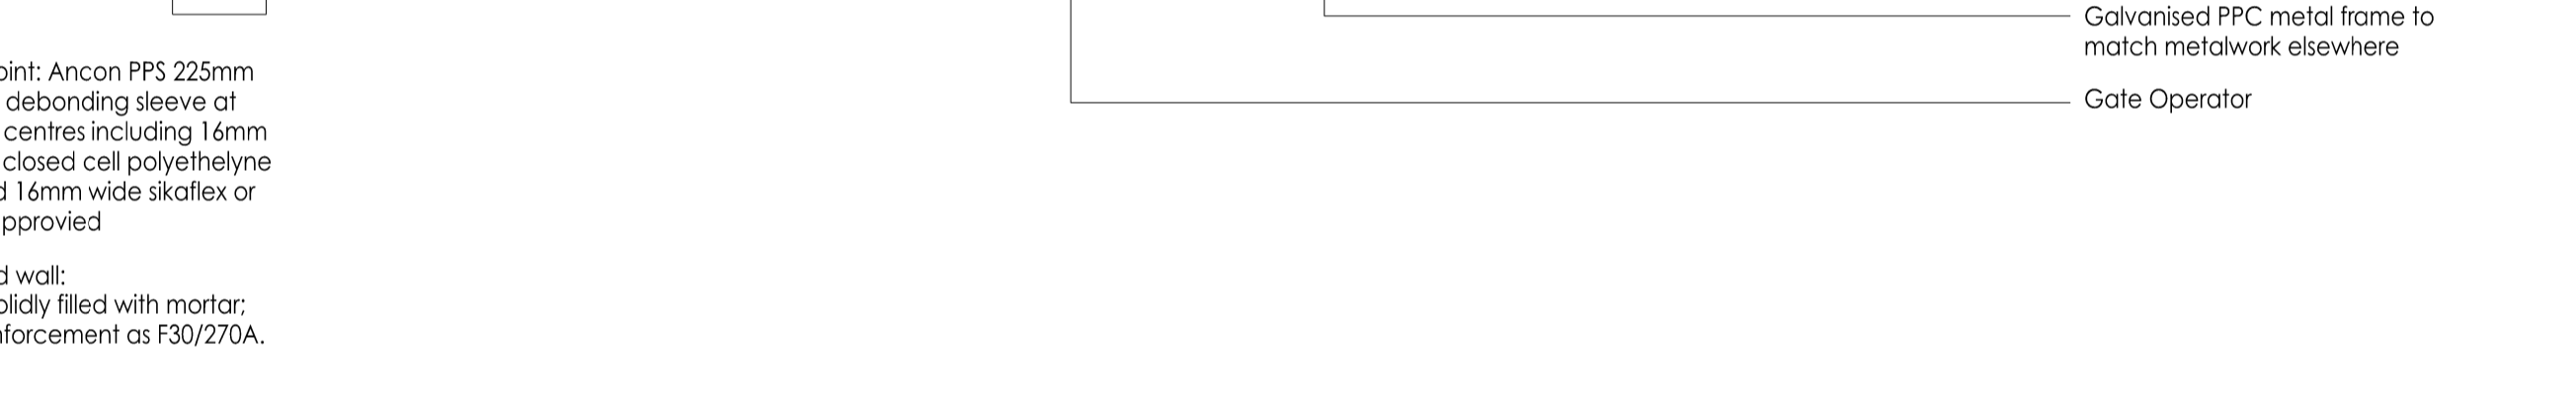 oint: Ancon PPS 225mm
debonding sleeve at
centres including 16mm
closed cell polyethelyne
d 16mm wide sikaflex or
pprovied
d wall:
olidly filled with mortar;
nforcement as F30/270A.
Galvanised PPC metal frame to
match metalwork elsewhere
Gate Operator